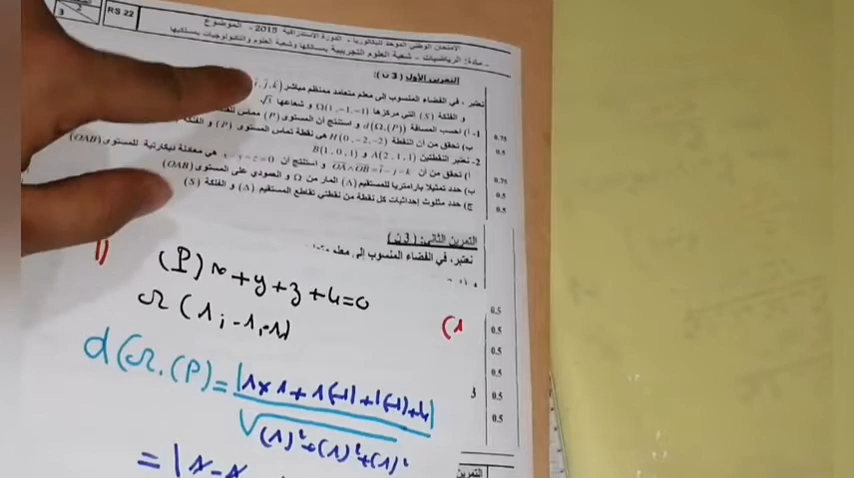 3
RS 22
الامتحان الوطني الموحد للبكالوريا - الدورة الاستدراكية 2015 - الموضوع
- مادة: الرياضيات - شعبة العلوم التجريبية بمسالكها وشعبة العلوم والتكنولوجيات بمسلكيها
التمرين الأول (3 ن):
نعتبر ، في الفضاء المنسوب إلى معلم متعامد ممنظم مباشر
و الفلكة (S) التي مركزها Ω(1,-1,-1) و شعاعها √3
0.75 1- أ) احسب المسافة d(Ω,(P)) و استنتج أن المستوى (P) مماس
0.5 ب) تحقق من أن النقطة H(0,-2,-2) هي نقطة تماس المستوى (P) و الفلكة
2- نعتبر النقطتين A(2,1,1) و B(1,0,1)
0.75 أ) تحقق من أن OA∧OB = i - j - k و استنتج أن x - y - z = 0 هي معادلة ديكارتية للمستوى (OAB)
0.5 ب) حدد تمثيلا بارامتريا للمستقيم (Δ) المار من Ω و العمودي على المستوى (OAB)
0.5 ج) حدد مثلوث إحداثيات كل نقطة من نقطتي تقاطع المستقيم (Δ) و الفلكة (S)
التمرين الثاني: (3 ن)
نعتبر، في الفضاء المنسوب إلى معلم
1)
(P) x + y + z + 4 = 0
Ω (1; -1, -1)
(1
d(Ω,(P)) = |1×1 + 1(-1) + 1(-1) + 4|
√(1)² + (1)² + (1)²
= |1 - 1
0.5
0.5
0.5
0.5
3 0.5
0.5
التمرين